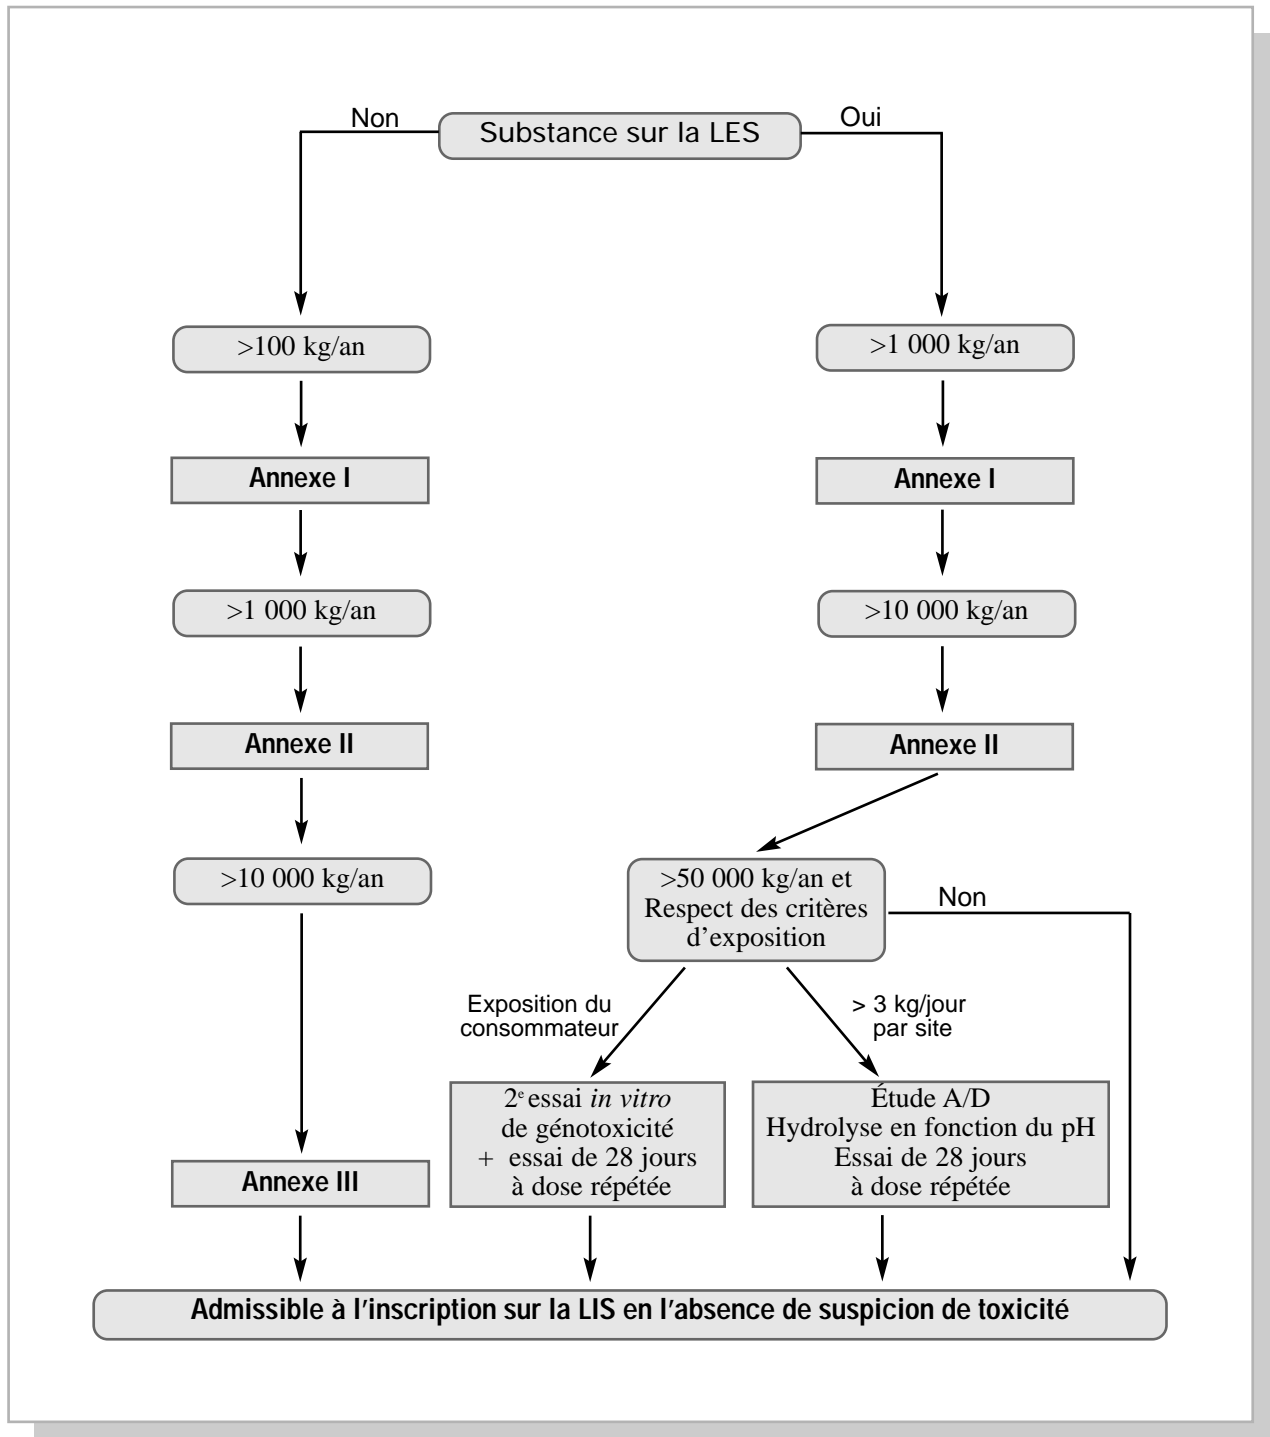 Non
Substance sur la LES
Oui
>100 kg/an
>1 000 kg/an
Annexe I
Annexe I
>1 000 kg/an
>10 000 kg/an
Annexe II
Annexe II
>10 000 kg/an
>50 000 kg/an et
Respect des critères
d’exposition
Non
Exposition du
consommateur
> 3 kg/jour
par site
2e essai in vitro
de génotoxicité
+ essai de 28 jours
à dose répétée
Étude A/D
Hydrolyse en fonction du pH
Essai de 28 jours
à dose répétée
Annexe III
Admissible à l’inscription sur la LIS en l’absence de suspicion de toxicité